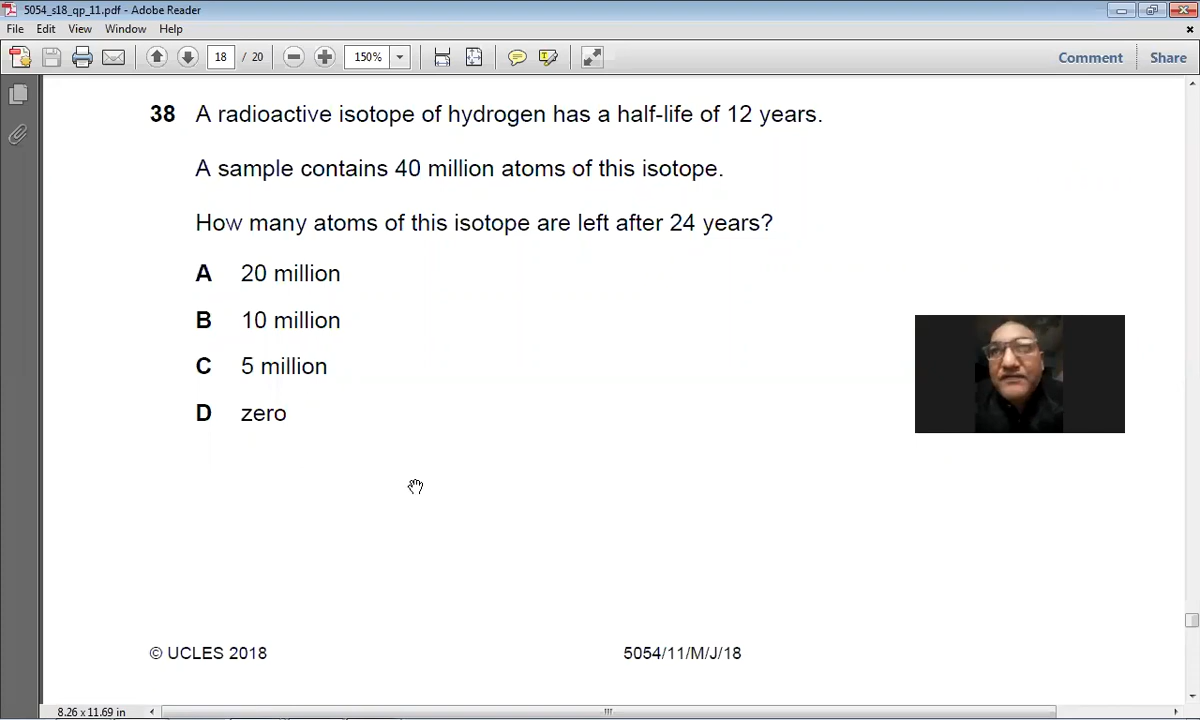 5054_s18_qp_11.pdf - Adobe Reader
File Edit View Window Help
18 / 20 150% Comment Share
38 A radioactive isotope of hydrogen has a half-life of 12 years.
A sample contains 40 million atoms of this isotope.
How many atoms of this isotope are left after 24 years?
A 20 million
B 10 million
C 5 million
D zero
© UCLES 2018 5054/11/M/J/18
8.26 x 11.69 in